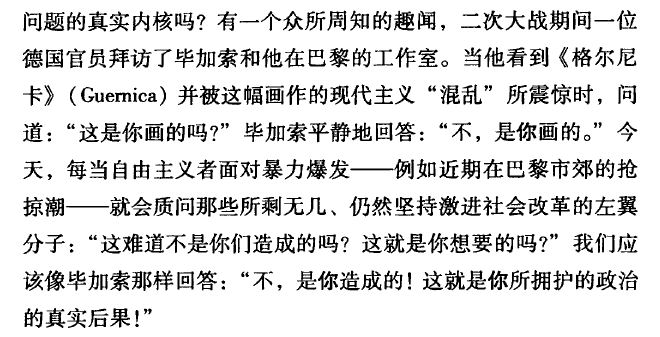 问题的真实内核吗？有一个众所周知的趣闻，二次大战期间一位
德国官员拜访了毕加索和他在巴黎的工作室。当他看到《格尔尼
卡》（Guernica）并被这幅画作的现代主义“混乱”所震惊时，问
道：“这是你画的吗？”毕加索平静地回答：“不，是你画的。”今
天，每当自由主义者面对暴力爆发——例如近期在巴黎市郊的抢
掠潮——就会质问那些所剩无几、仍然坚持激进社会改革的左翼
分子：“这难道不是你们造成的吗？这就是你想要的吗？”我们应
该像毕加索那样回答：“不，是你造成的！这就是你所拥护的政治
的真实后果！”